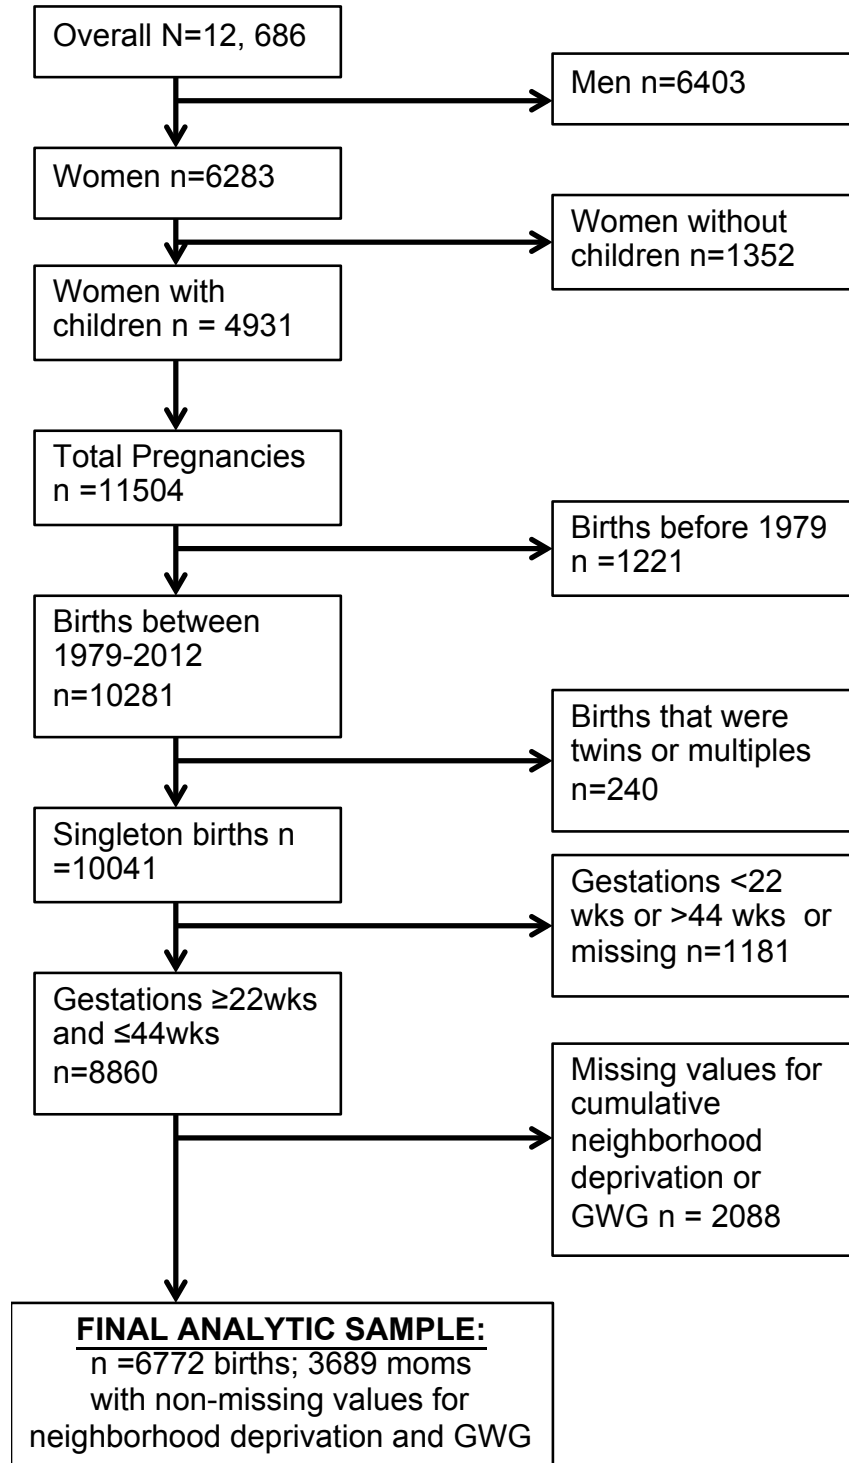 Overall N=12, 686
Men n=6403
Women n=6283
Women without
children n=1352
Women with
children n = 4931
Total Pregnancies
n =11504
Births before 1979
n =1221
Births between
1979-2012
n=10281
Births that were
twins or multiples
n=240
Singleton births n
=10041
Gestations <22
wks or >44 wks  or
missing n=1181
Gestations ≥22wks
and ≤44wks
n=8860
Missing values for
cumulative
neighborhood
deprivation or
GWG n = 2088
FINAL ANALYTIC SAMPLE:
n =6772 births; 3689 moms
with non-missing values for
neighborhood deprivation and GWG